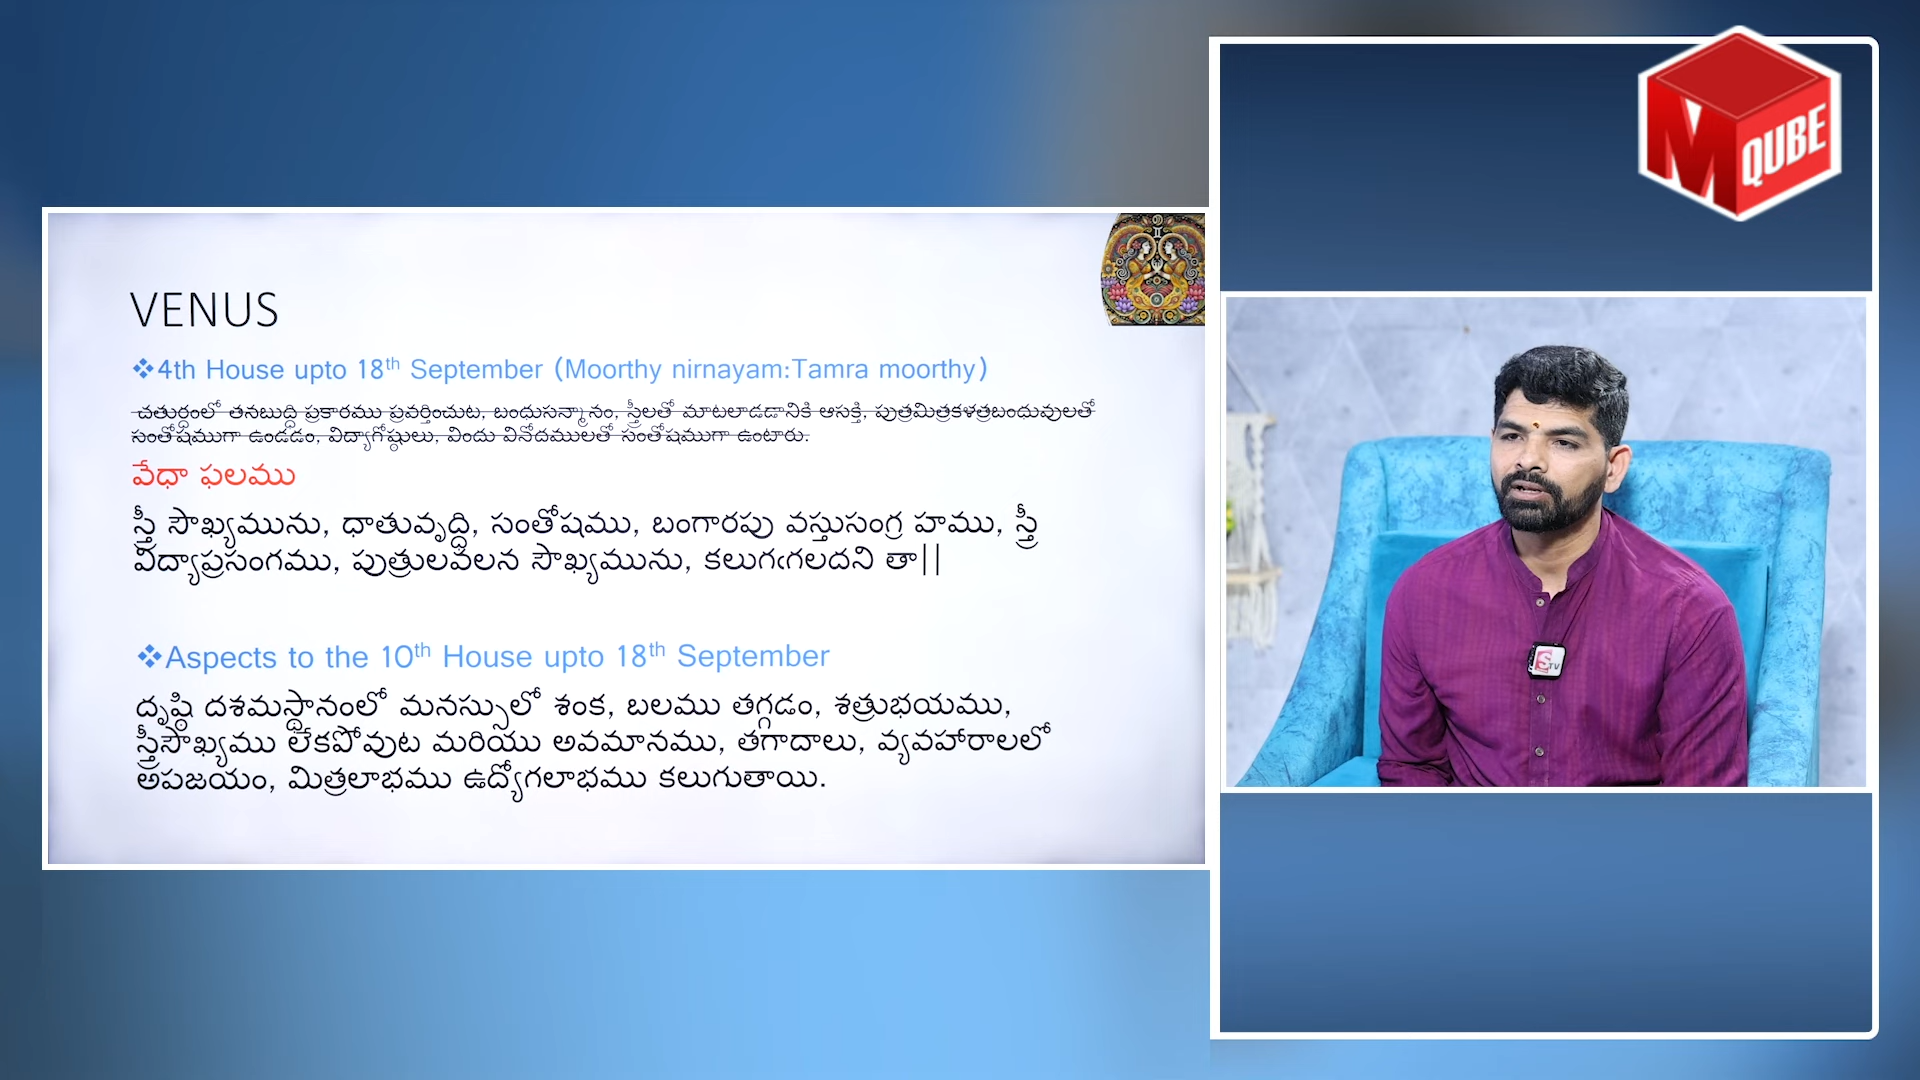 VENUS
❖4th House upto 18th September (Moorthy nirnayam:Tamra moorthy)
చతుర్ధంలో తనబుద్ధి ప్రకారము ప్రవర్తించుట, బంధుసన్మానం, స్త్రీలతో మాటలాడడానికి ఆసక్తి, పుత్రమిత్రకళత్రబంధువులతో
సంతోషముగా ఉండడం, విద్యాగోష్ఠులు, విందు వినోదములతో సంతోషముగా ఉంటారు.
వేధా ఫలము
స్త్రీ సౌఖ్యమును, ధాతువృద్ధి, సంతోషము, బంగారపు వస్తుసంగ్ర హము, స్త్రీ
విద్యాప్రసంగము, పుత్రులవలన సౌఖ్యమును, కలుగఁగలదని తా||
❖Aspects to the 10th House upto 18th September
దృష్ఠి దశమస్థానంలో మనస్సులో శంక, బలము తగ్గడం, శత్రుభయము,
స్త్రీసౌఖ్యము లేకపోవుట మరియు అవమానము, తగాదాలు, వ్యవహారాలలో
అపజయం, మిత్రలాభము ఉద్యోగలాభము కలుగుతాయి.
M QUBE
S TV